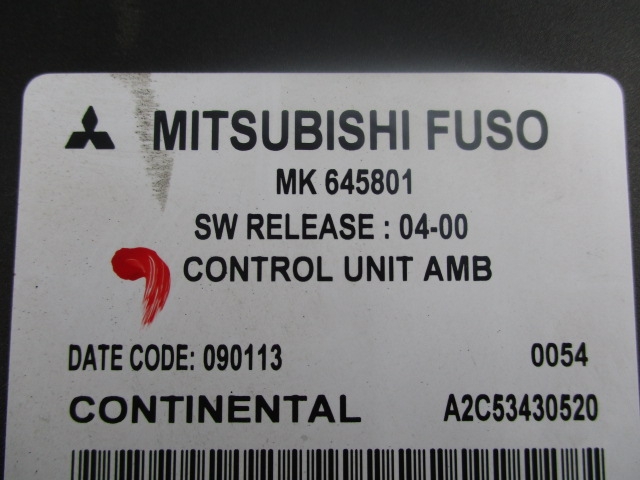 MITSUBISHI FUSO
MK 645801
SW RELEASE : 04-00
CONTROL UNIT AMB
DATE CODE: 090113 0054
CONTINENTAL A2C53430520